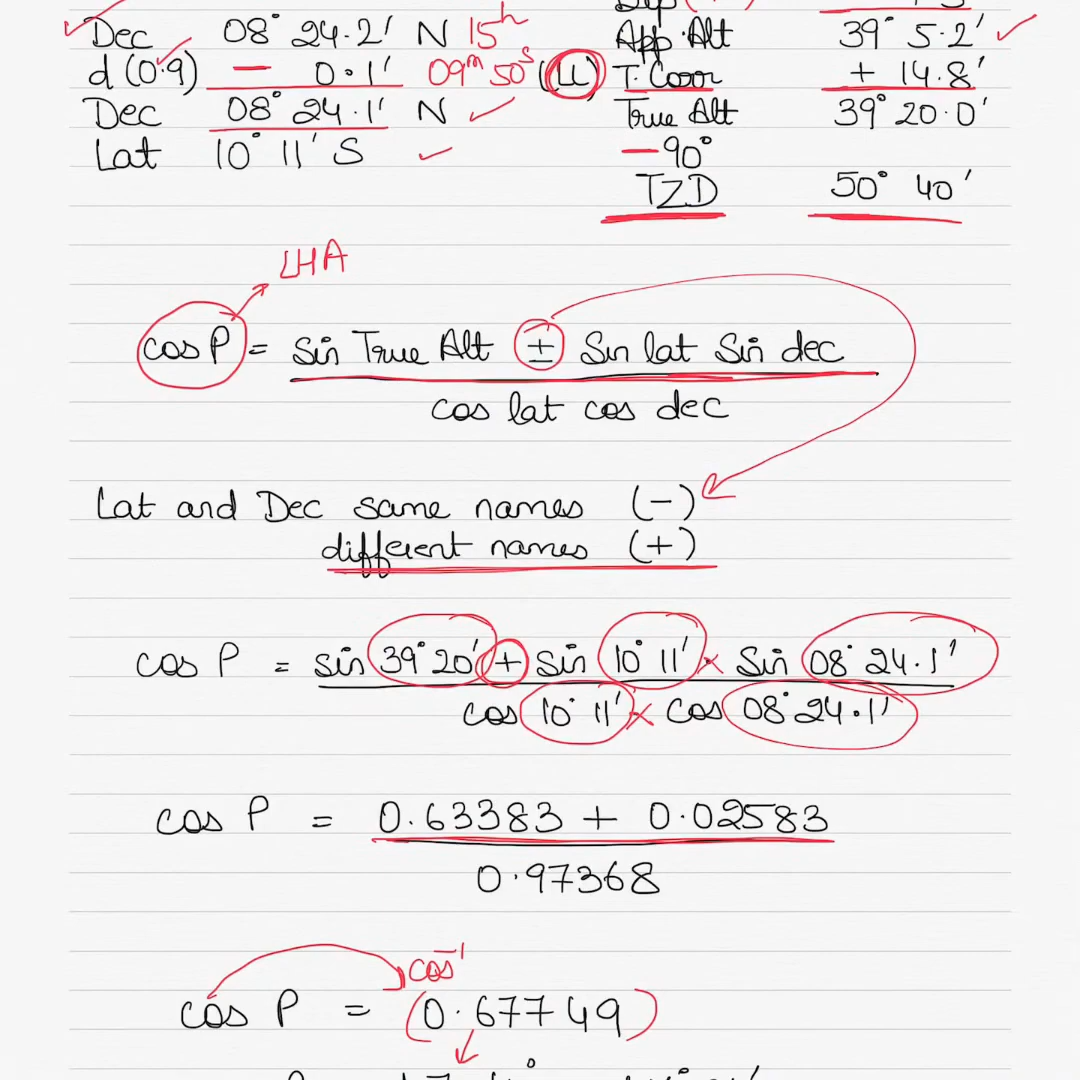 Dec 08° 24.2' N 15h
d (0.9) — 0.1' 09m 50s (LL)
Dec 08° 24.1' N
Lat 10° 11' S
App. Alt 39° 5.2'
T. Corr + 14.8'
True Alt 39° 20.0'
—90°
TZD 50° 40'
LHA
cos P = sin True Alt ± Sin lat Sin dec
cos lat cos dec
Lat and Dec same names (-)
different names (+)
cos P = sin 39° 20' + sin 10° 11' × sin 08° 24.1'
cos 10° 11' × cos 08° 24.1'
cos P = 0.63383 + 0.02583
0.97368
cos⁻¹
cos P = (0.67749)